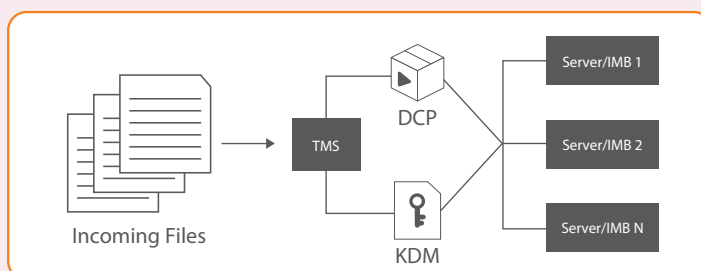 Incoming Files
TMS
DCP
KDM
Server/IMB 1
Server/IMB 2
Server/IMB N